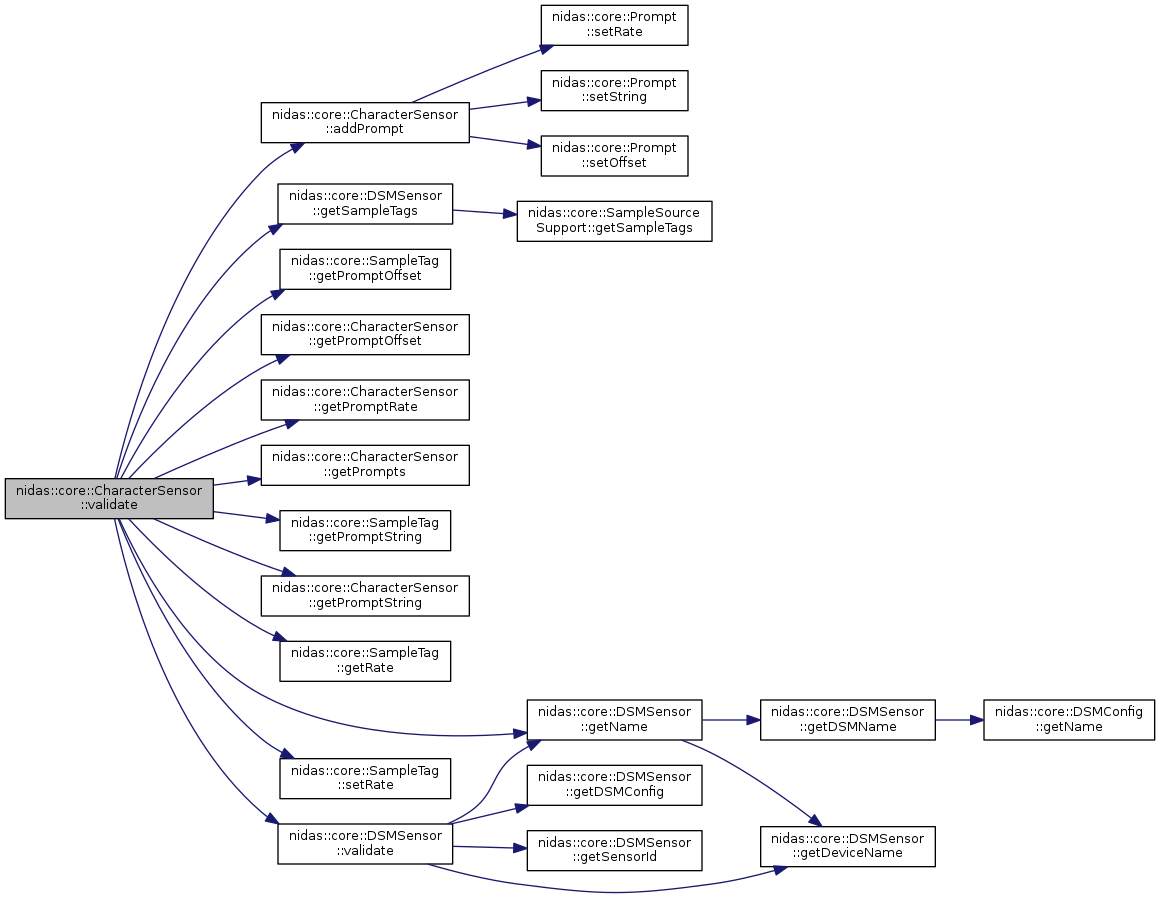 nidas::core::Prompt
::setRate
nidas::core::Prompt
::setString
nidas::core::CharacterSensor
::addPrompt
nidas::core::Prompt
::setOffset
nidas::core::DSMSensor
::getSampleTags
nidas::core::SampleSource
Support::getSampleTags
nidas::core::SampleTag
::getPromptOffset
nidas::core::CharacterSensor
::getPromptOffset
nidas::core::CharacterSensor
::getPromptRate
nidas::core::CharacterSensor
::getPrompts
nidas::core::CharacterSensor
::validate
nidas::core::SampleTag
::getPromptString
nidas::core::CharacterSensor
::getPromptString
nidas::core::SampleTag
::getRate
nidas::core::DSMSensor
::getName
nidas::core::DSMSensor
::getDSMName
nidas::core::DSMConfig
::getName
nidas::core::SampleTag
::setRate
nidas::core::DSMSensor
::getDSMConfig
nidas::core::DSMSensor
::validate
nidas::core::DSMSensor
::getSensorId
nidas::core::DSMSensor
::getDeviceName